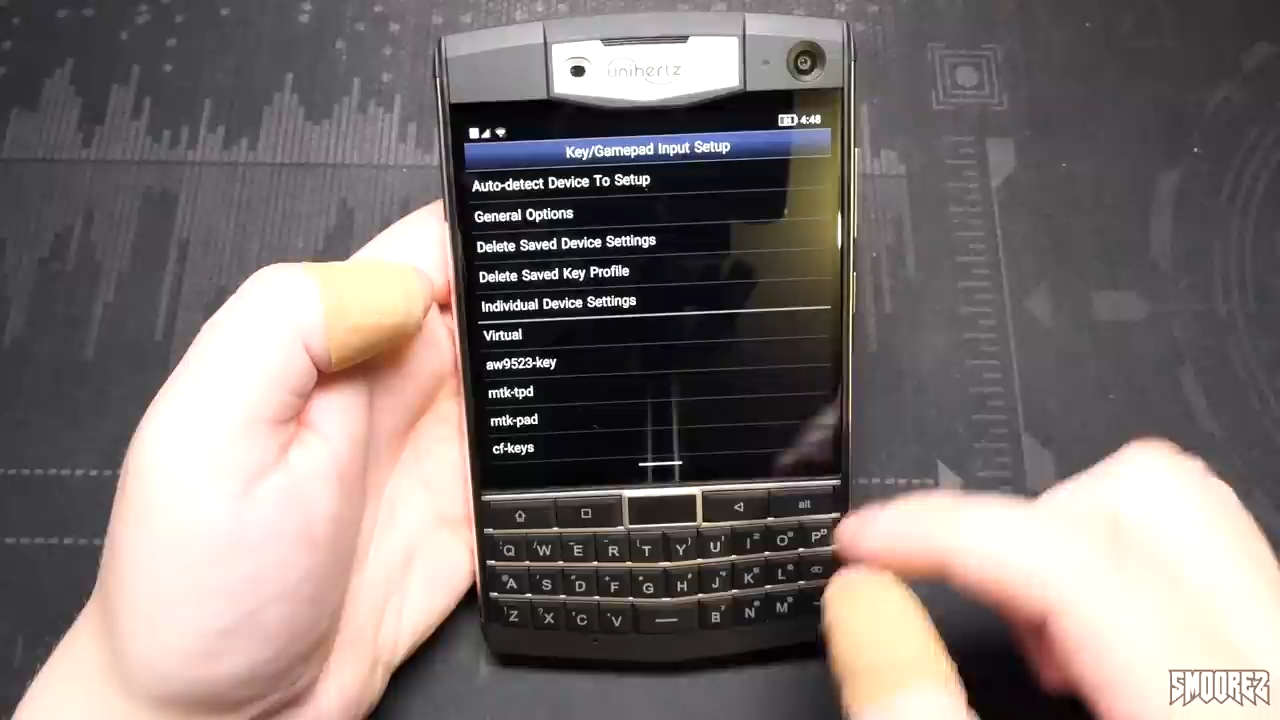 unihertz
4:48
Key/Gamepad Input Setup
Auto-detect Device To Setup
General Options
Delete Saved Device Settings
Delete Saved Key Profile
Individual Device Settings
Virtual
aw9523-key
mtk-tpd
mtk-pad
cf-keys
alt
Q W E R T Y U I O P
A S D F G H J K L
Z X C V B N M
SMOOREZ